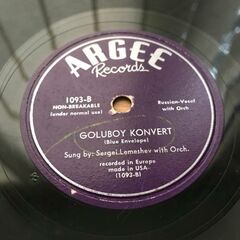 ARGEE
Records
1093-B
NON-BREAKABLE
(under normal use)
Russian-Vocal
with Orch
GOLUBOY KONVERT
(Blue Envelope)
Sung by: Sergei Lemeshev with Orch.
recorded in Europe
made in USA
(1093-B)